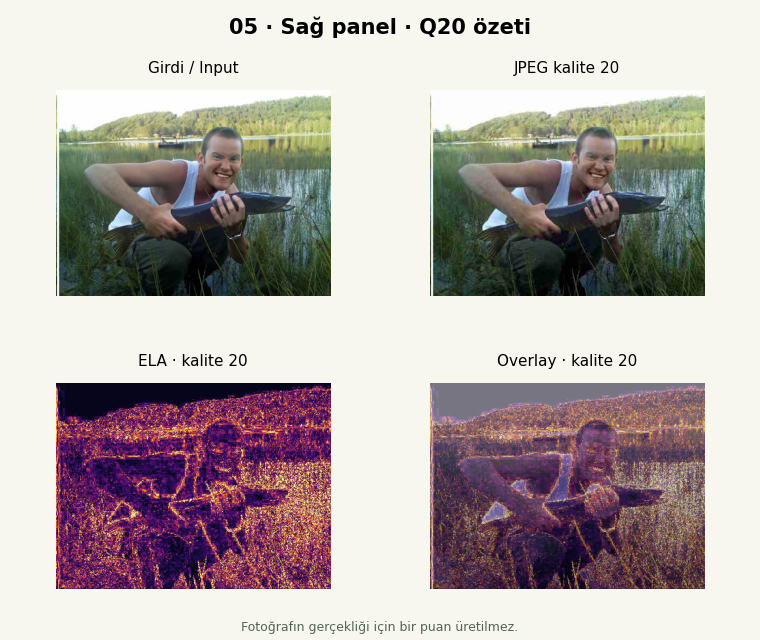 05 · Sağ panel · Q20 özeti
Girdi / Input
JPEG kalite 20
ELA · kalite 20
Overlay · kalite 20
Fotoğrafın gerçekliği için bir puan üretilmez.